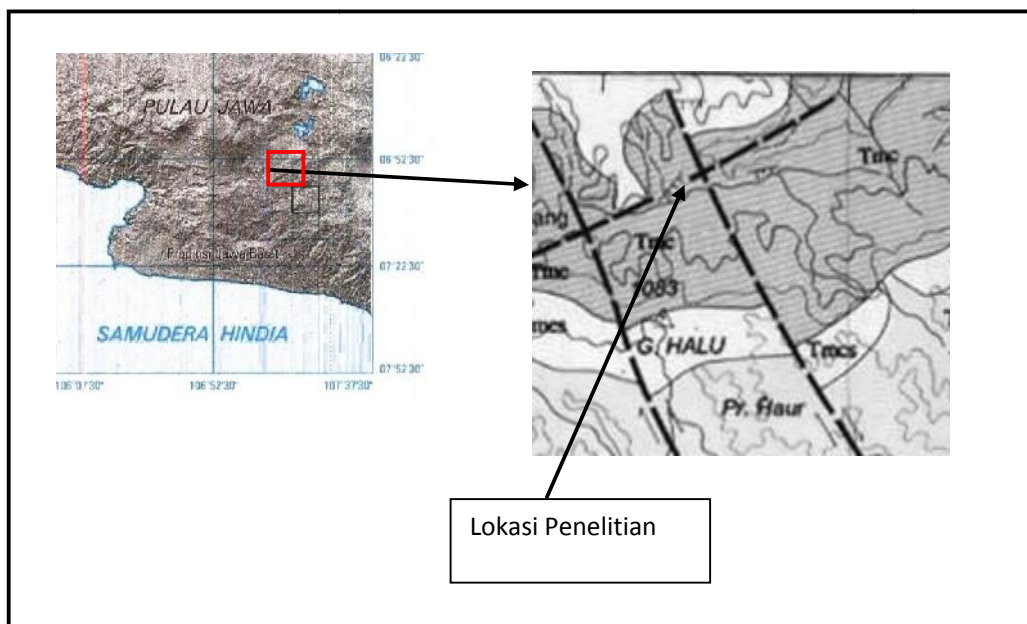 06°22'30"
PULAU JAWA
06°52'30"
Propinsi Jawa Barat
07°22'30"
SAMUDERA HINDIA
07°52'30"
106°07'30"
106°52'30"
107°37'30"
Tmc
ang
Tmc
Tmc
1083
Tmcs
G. HALU
Tmcs
Pr. Haur
Lokasi Penelitian